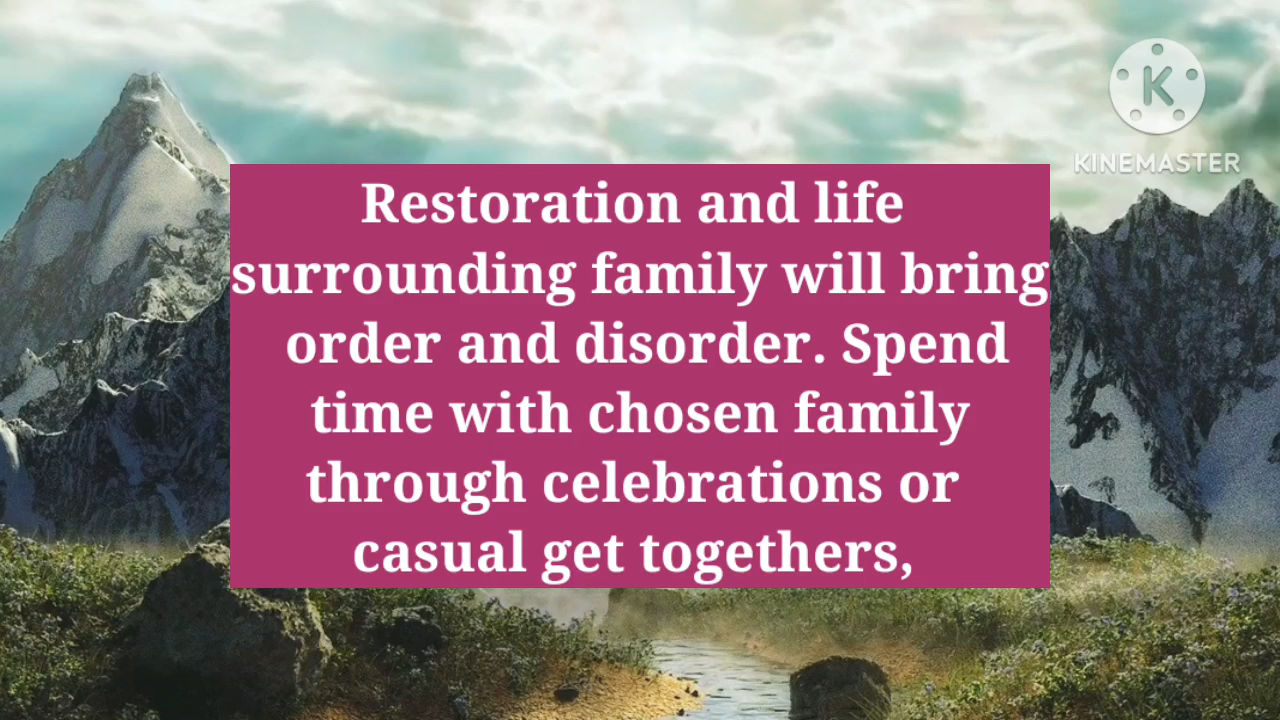 KINEMASTER
Restoration and life
surrounding family will bring
order and disorder. Spend
time with chosen family
through celebrations or
casual get togethers,